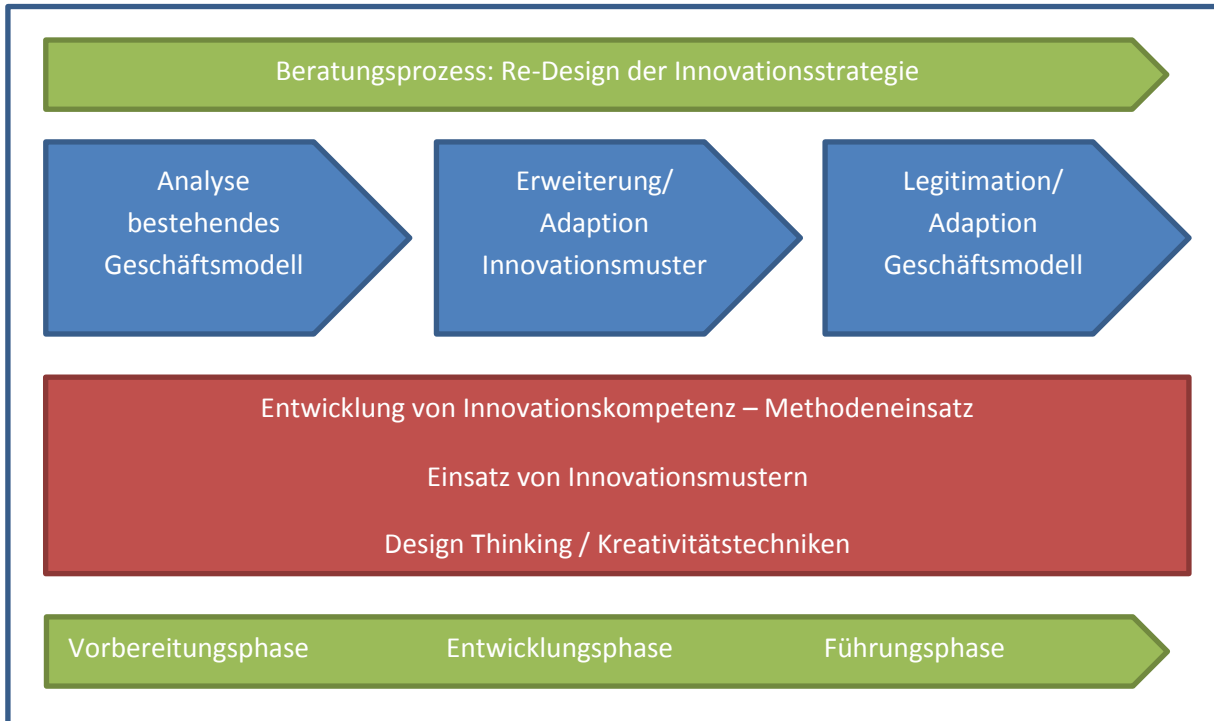 Beratungsprozess: Re-Design der Innovationsstrategie
Analyse
bestehendes
Geschäftsmodell
Erweiterung/
Adaption
Innovationsmuster
Legitimation/
Adaption
Geschäftsmodell
Entwicklung von Innovationskompetenz – Methodeneinsatz
Einsatz von Innovationsmustern
Design Thinking / Kreativitätstechniken
Vorbereitungsphase
Entwicklungsphase
Führungsphase